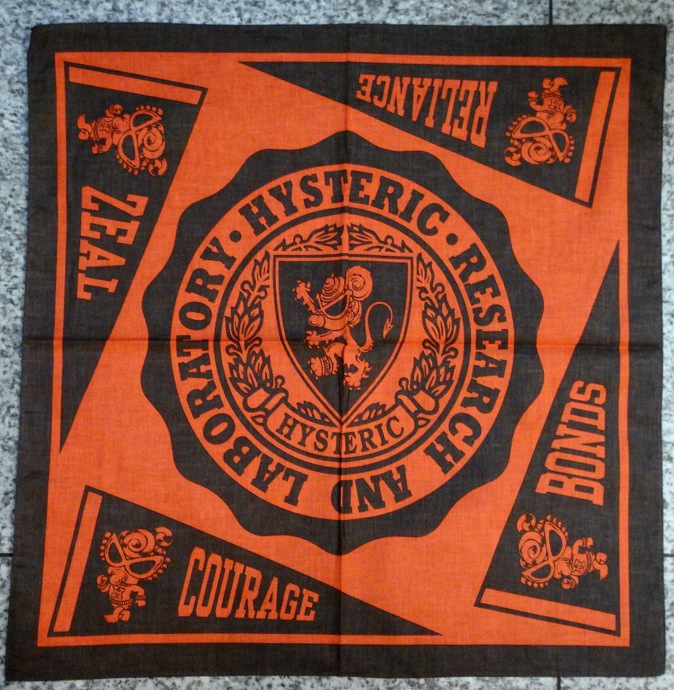 RELIANCE
ZEAL
· HYSTERIC · RESEARCH AND LABORATORY
HYSTERIC
BONDS
COURAGE